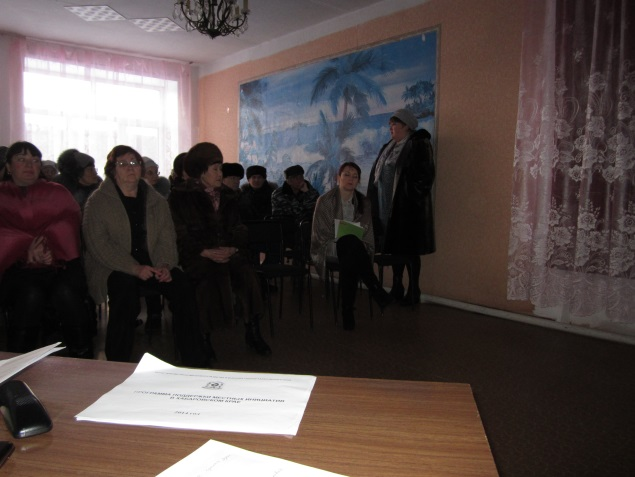 ПРОГРАММА ПОДДЕРЖКИ МЕСТНЫХ ИНИЦИАТИВ
В ХАБАРОВСКОМ КРАЕ